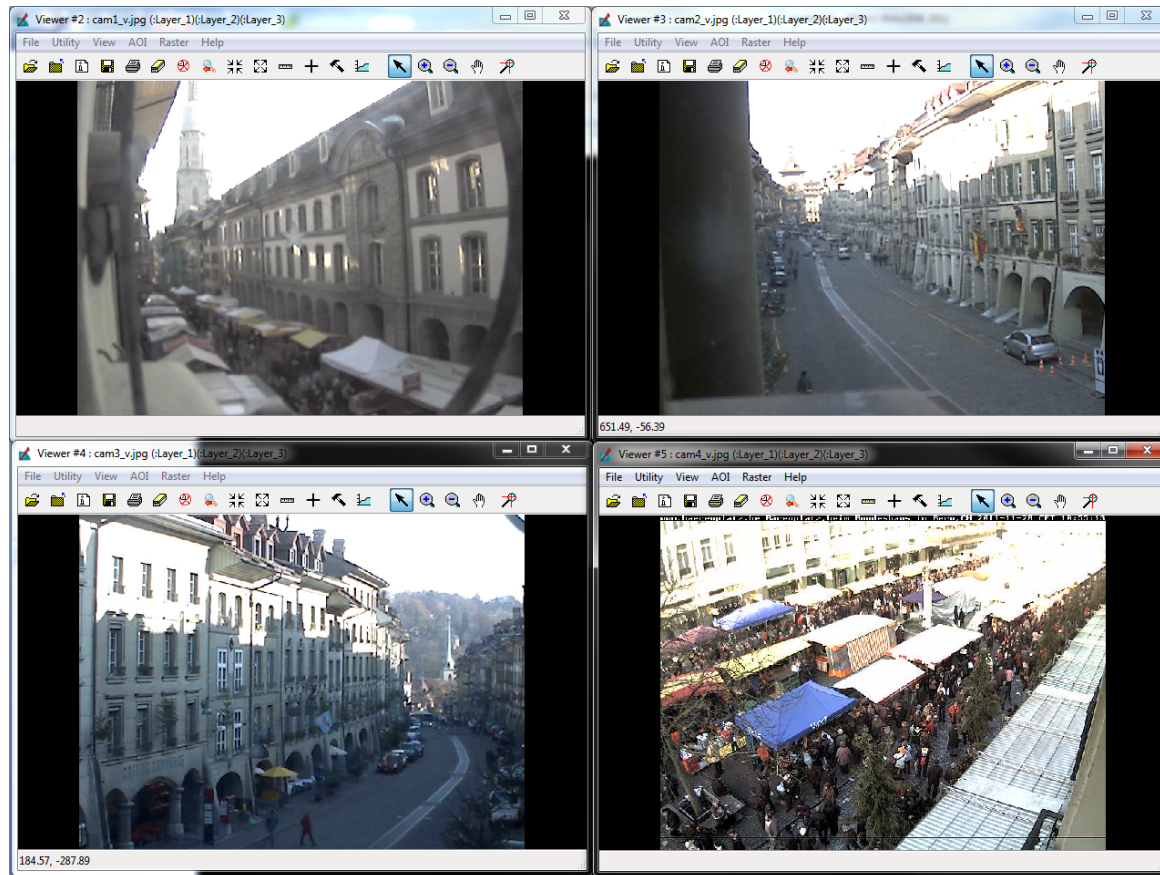 Viewer #2 : cam1_v.jpg (:Layer_1)(:Layer_2)(:Layer_3)
File Utility View AOI Raster Help
Viewer #3 : cam2_v.jpg (:Layer_1)(:Layer_2)(:Layer_3)
File Utility View AOI Raster Help
651.49, -56.39
Viewer #4 : cam3_v.jpg (:Layer_1)(:Layer_2)(:Layer_3)
File Utility View AOI Raster Help
184.57, -287.89
Viewer #5 : cam4_v.jpg (:Layer_1)(:Layer_2)(:Layer_3)
File Utility View AOI Raster Help